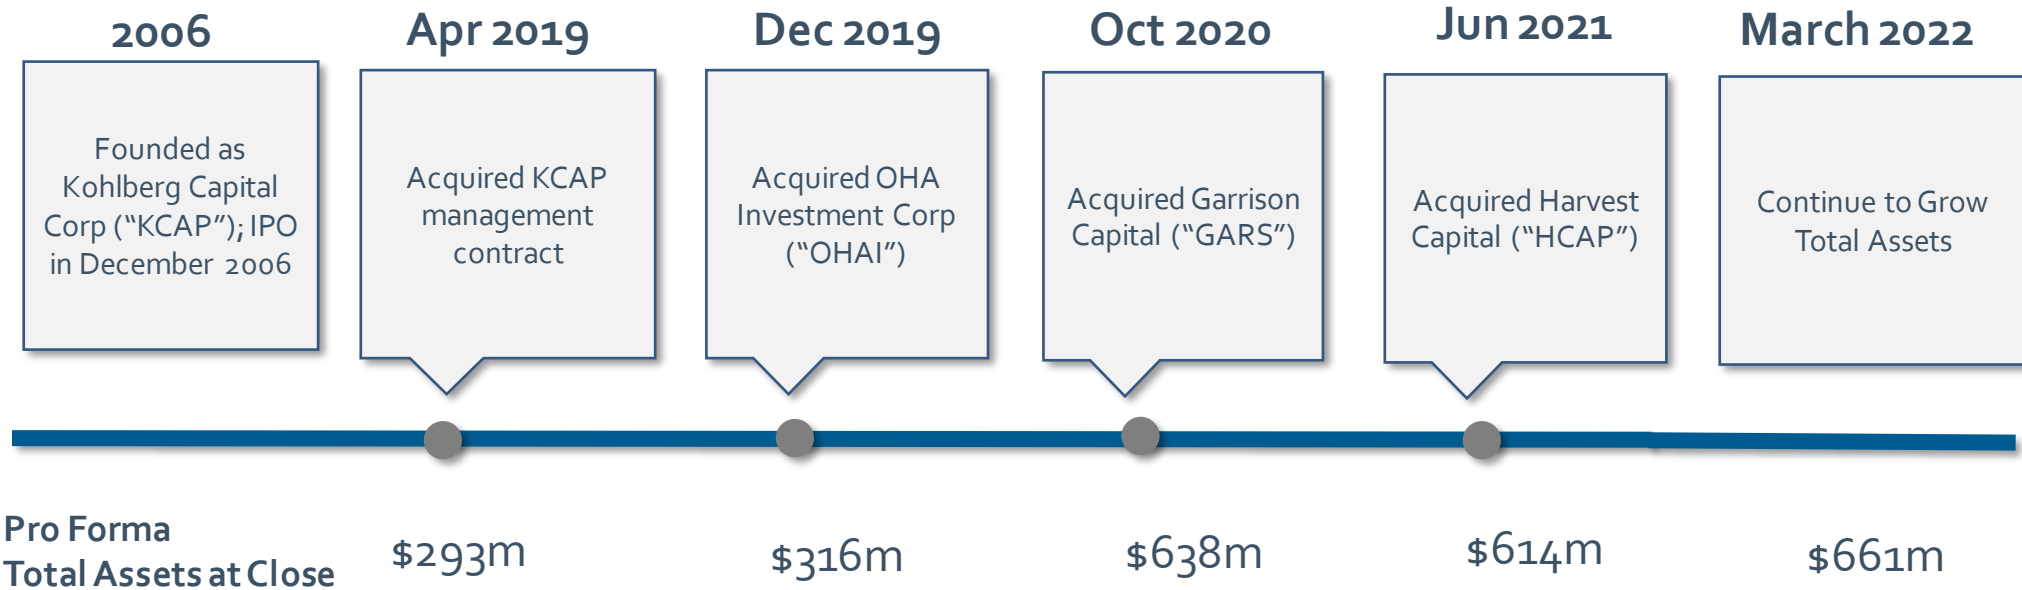 2006
Founded as
Kohlberg Capital
Corp (“KCAP”); IPO
in December 2006
Apr 2019
Acquired KCAP
management
contract
Dec 2019
Acquired OHA
Investment Corp
(“OHAI”)
Oct 2020
Acquired Garrison
Capital (“GARS”)
Jun 2021
Acquired Harvest
Capital (“HCAP”)
March 2022
Continue to Grow
Total Assets
Pro Forma
Total Assets at Close
$293m
$316m
$638m
$614m
$661m